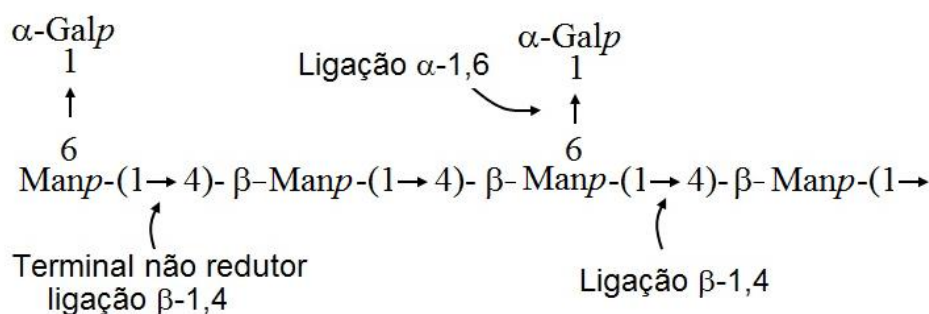 α-Galp
1
↑
6
α-Galp
1
↑
6
Ligação α-1,6
Manp-(1→4)-β-Manp-(1→4)-β-Manp-(1→4)-β-Manp-(1→
Terminal não redutor
ligação β-1,4
Ligação β-1,4